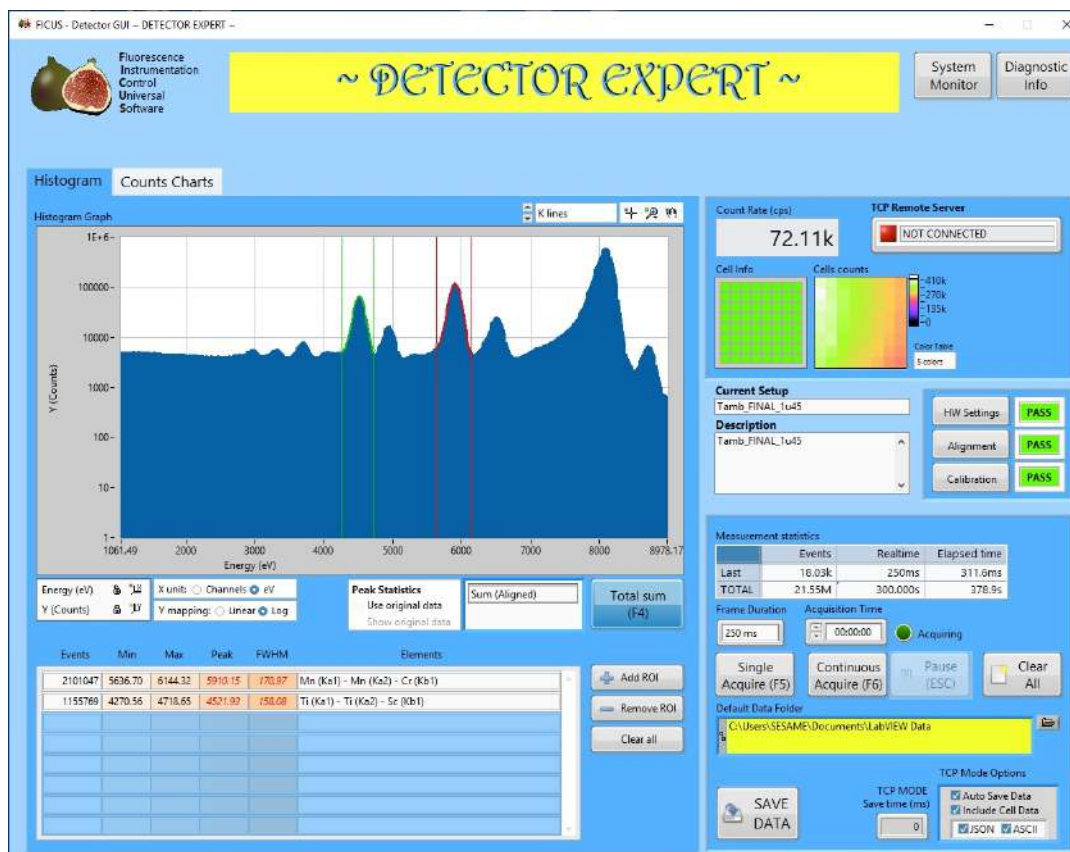 FICUS - Detector GUI -- DETECTOR EXPERT --
Fluorescence
Instrumentation
Control
Universal
Software
~ DETECTOR EXPERT ~
System
Monitor
Diagnostic
Info
Histogram
Counts Charts
Histogram Graph
K lines
1E+6
100000
10000
1000
100
10
1
Y (Counts)
1061.49
2000
3000
4000
5000
6000
7000
8000
8978.17
Energy (eV)
Count Rate (cps)
72.11k
TCP Remote Server
NOT CONNECTED
Cell Info
Cells counts
410k
270k
135k
0
Color Table
5 colors
Current Setup
Tamb_FINAL_1u45
Description
Tamb_FINAL_1u45
HW Settings PASS
Alignment PASS
Calibration PASS
Energy (eV)
Y (Counts)
X unit: Channels eV
Y mapping: Linear Log
Peak Statistics
Use original data
Show original data
Sum (Aligned)
Total sum
(F4)
Events Min Max Peak FWHM Elements
2101047 5636.70 6144.32 5910.15 170.97 Mn (Ka1) - Mn (Ka2) - Cr (Kb1)
1155769 4270.56 4718.65 4521.93 158.08 Ti (Ka1) - Ti (Ka2) - Sc (Kb1)
Add ROI
Remove ROI
Clear all
Measurement statistics
Events Realtime Elapsed time
Last 18.03k 250ms 311.6ms
TOTAL 21.55M 300.000s 378.9s
Frame Duration
250 ms
Acquisition Time
00:00:00
Acquiring
Single
Acquire (F5)
Continuous
Acquire (F6)
Pause
(ESC)
Clear
All
Default Data Folder
C:\Users\SESAME\Documents\LabVIEW Data
SAVE
DATA
TCP MODE
Save time (ms)
0
TCP Mode Options
Auto Save Data
Include Cell Data
JSON ASCII